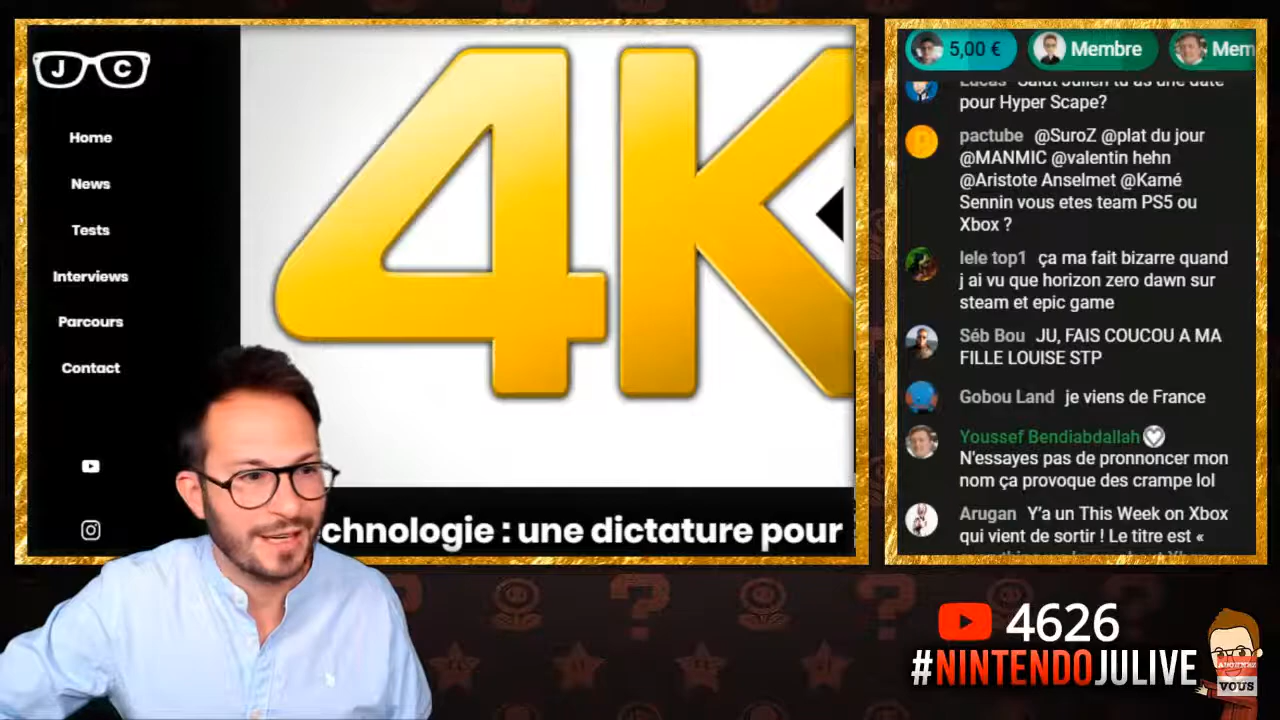 J C
Home
News
Tests
Interviews
Parcours
Contact
4K
chnologie : une dictature pour
5,00 €
Membre
Mem
Lucas Salut Julien tu as une date
pour Hyper Scape?
pactube @SuroZ @plat du jour
@MANMIC @valentin hehn
@Aristote Anselmet @Kamé
Sennin vous etes team PS5 ou
Xbox ?
lele top1 ça ma fait bizarre quand
j ai vu que horizon zero dawn sur
steam et epic game
Séb Bou JU, FAIS COUCOU A MA
FILLE LOUISE STP
Gobou Land je viens de France
Youssef Bendiabdallah
N'essayes pas de prononcer mon
nom ça provoque des crampe lol
Arugan Y'a un This Week on Xbox
qui vient de sortir ! Le titre est «
4626
#NINTENDOJULIVE
ABONNEZ
VOUS